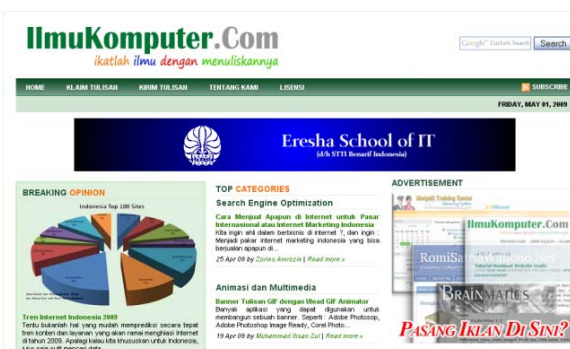 IlmuKomputer.Com
ikatlah ilmu dengan menuliskannya
Google™ Custom Search Search
HOME KLAIM TULISAN KIRIM TULISAN TENTANG KAMI LISENSI SUBSCRIBE
FRIDAY, MAY 01, 2009
Eresha School of IT
(d/h STTI Benarif Indonesia)
BREAKING OPINION
Indonesia Top 100 Sites
Tren Internet Indonesia 2009
Tentu bukanlah hal yang mudah memprediksi secara tepat
tren konten dan layanan yang akan ramai menghiasi Internet
di tahun 2009. Apalagi kalau kita khususkan untuk Indonesia,
TOP CATEGORIES
Search Engine Optimization
Cara Menjual Apapun di Internet untuk Pasar
Internasional atau Internet Marketing Indonesia
KIta ingin ahli dalam berbisnis di internet ?, dan ingin :
Menjadi pakar internet marketing indonesia yang bisa
berjualan apapun di...
25 Apr 09 by Zories Amrozie | Read more »
Animasi dan Multimedia
Banner Tulisan GIF dengan Ulead GIF Animator
Banyak aplikasi yang dapat digunakan untuk
membangun sebuah banner. Seperti : Adobe Photosop,
Adobe Photoshop Image Ready, Corel Photo...
19 Apr 09 by Muhammad Ihsan Zul | Read more »
ADVERTISEMENT
IlmuKomputer.Com
BRAINMATICS
PASANG IKLAN DI SINI?